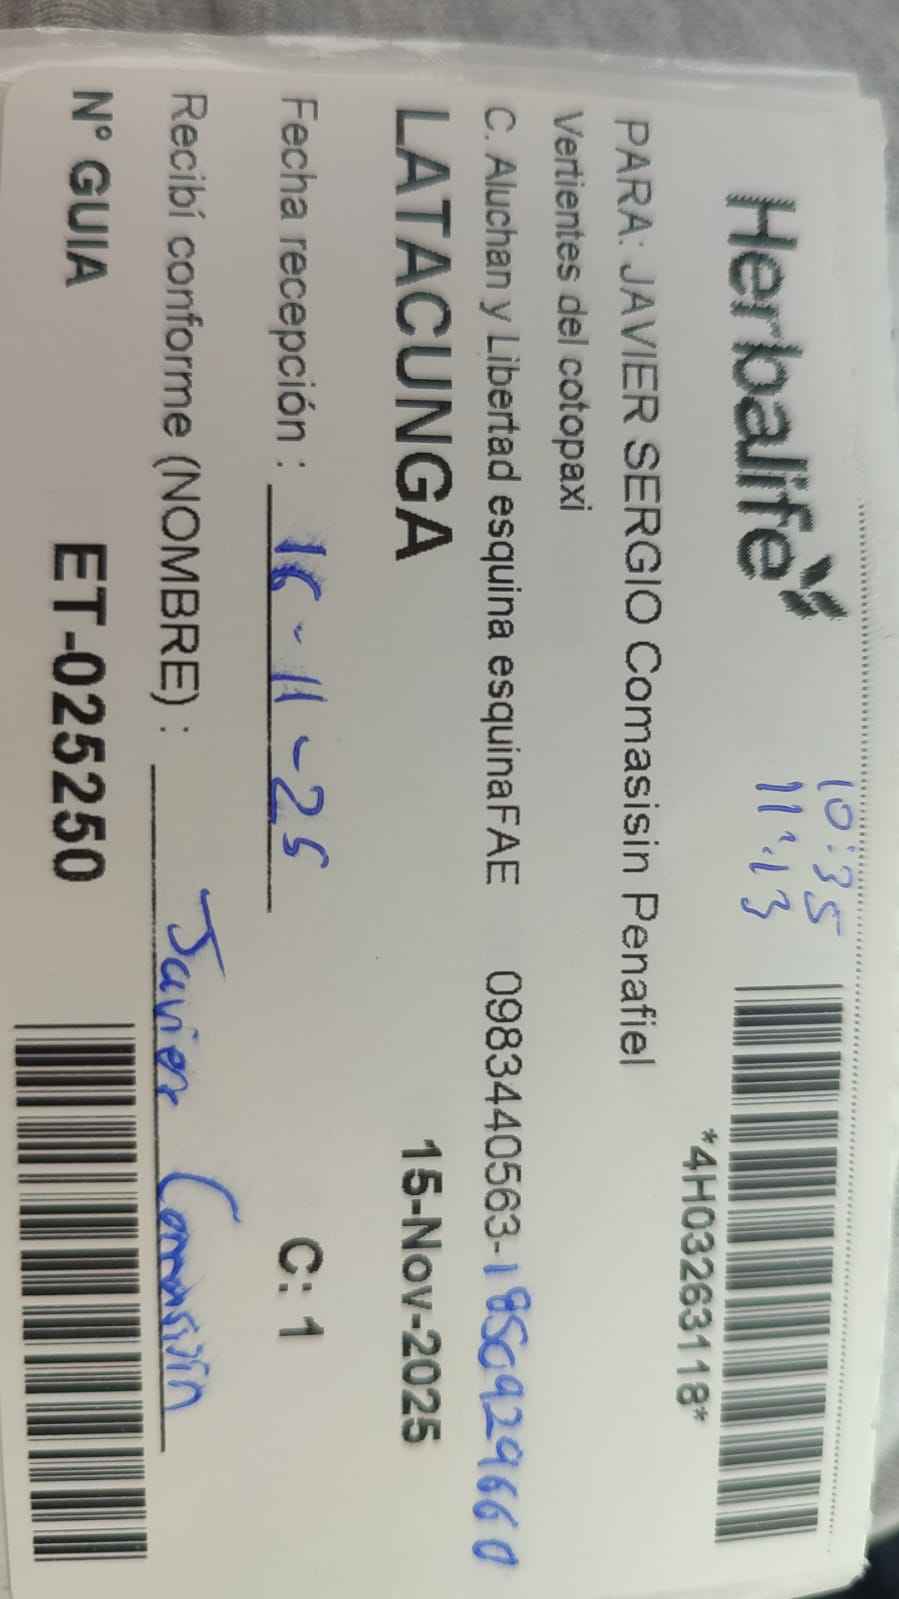 Herbalife
10:35
11:13
*4H03263118*
PARA: JAVIER SERGIO Comasisin Penafiel
Vertientes del cotopaxi
C. Aluchan y Libertad esquina esquinaFAE 0983440563-1850929660
LATACUNGA 15-Nov-2025
Fecha recepción : 16-11-25 C: 1
Recibí conforme (NOMBRE) : Javier Comasisin
N° GUIA ET-025250